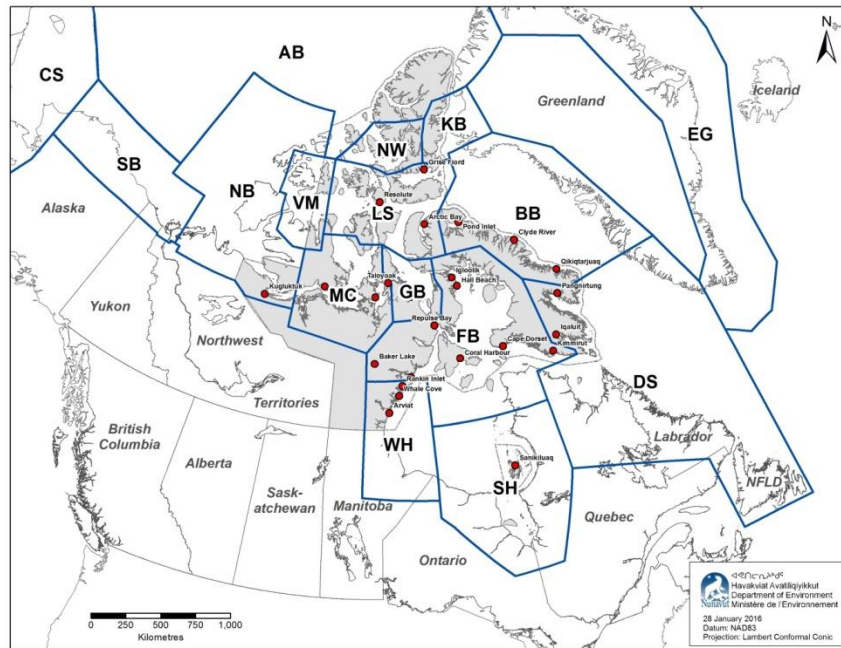 N
AB
CS
Greenland
Iceland
KB
EG
NW
SB
Grise Fiord
NB
VM
Resolute
Alaska
LS
Arctic Bay
Pond Inlet
BB
Clyde River
Qikiqtarjuaq
Igloolik
Hall Beach
Kugluktuk
Taloyoak
MC
GB
Pangnirtung
Yukon
Repulse Bay
Northwest
FB
Iqaluit
Cape Dorset
Kimmirut
Baker Lake
Coral Harbour
Rankin Inlet
Whale Cove
Territories
Arviat
DS
British
Columbia
WH
Labrador
Alberta
Sanikiluaq
NFLD
Sask-
atchewan
Manitoba
SH
Quebec
Ontario
Havakviat Avatiliqiyikkut
Nunavut
Department of Environment
Ministère de l'Environnement
0 250 500 1,000
Kilometres
28 January 2016
Datum: NAD83
Projection: Lambert Conformal Conic